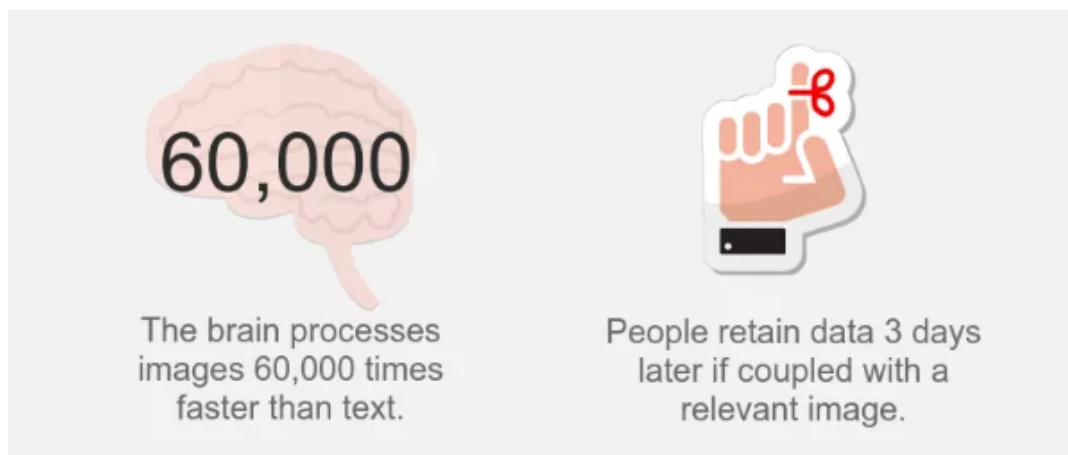 60,000
The brain processes
images 60,000 times
faster than text.
People retain data 3 days
later if coupled with a
relevant image.